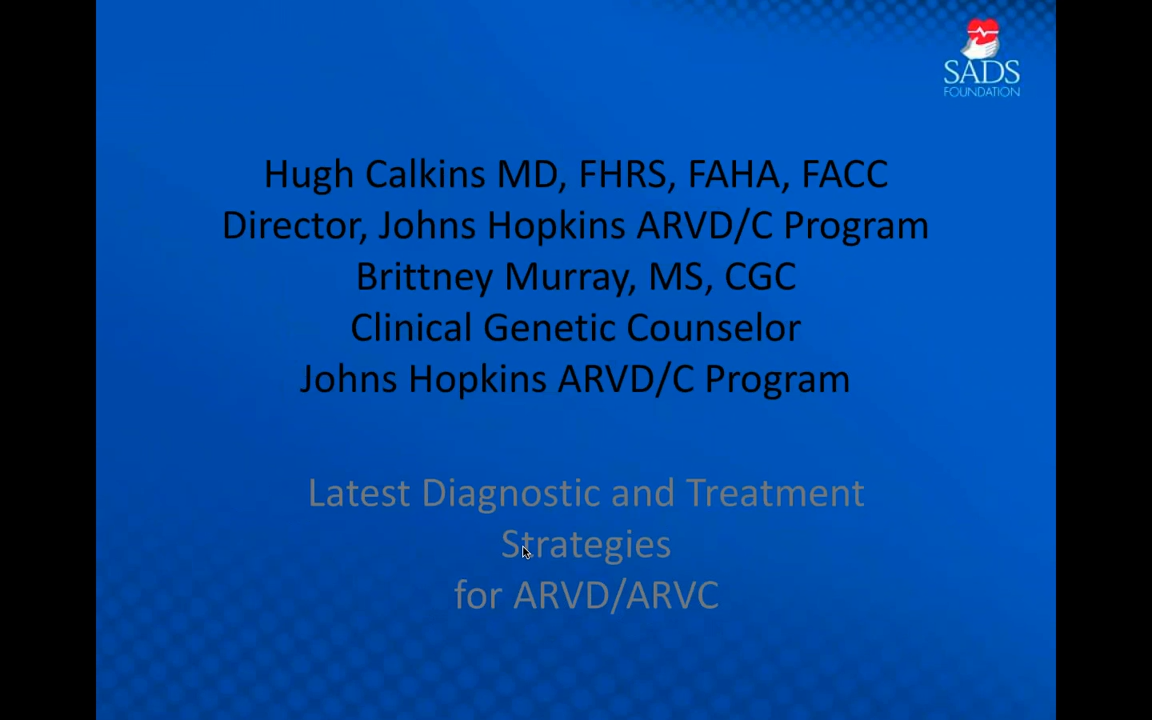 SADS
FOUNDATION
Hugh Calkins MD, FHRS, FAHA, FACC
Director, Johns Hopkins ARVD/C Program
Brittney Murray, MS, CGC
Clinical Genetic Counselor
Johns Hopkins ARVD/C Program
Latest Diagnostic and Treatment
Strategies
for ARVD/ARVC